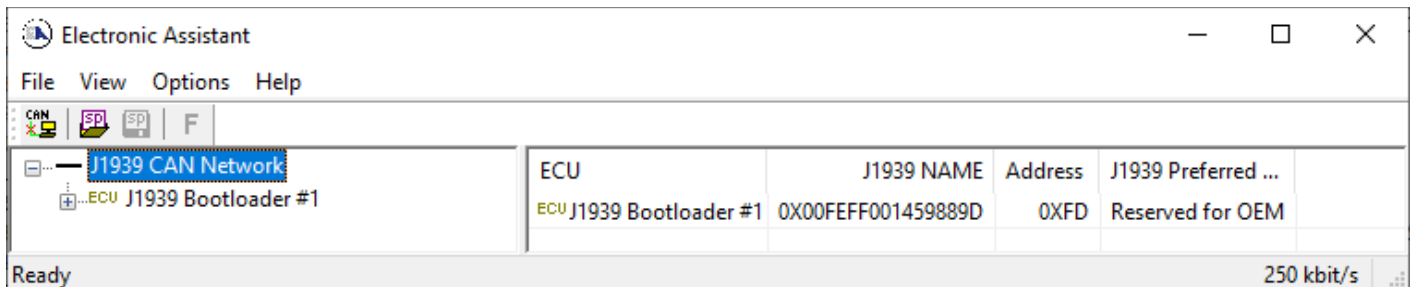 Electronic Assistant
File View Options Help
CAN SP SP F
J1939 CAN Network
ECU J1939 Bootloader #1
ECU J1939 NAME Address J1939 Preferred ...
ECU J1939 Bootloader #1 0X00FEFF001459889D 0XFD Reserved for OEM
Ready 250 kbit/s